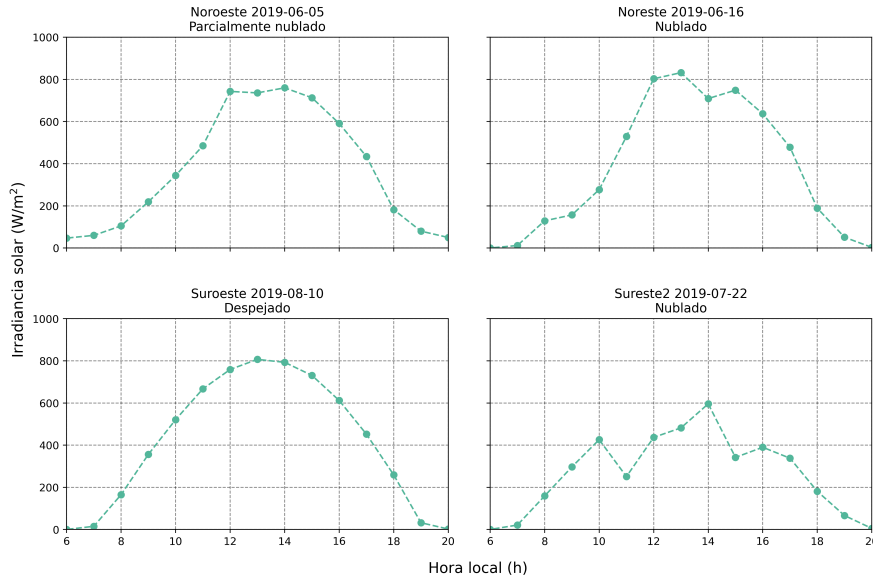 Noroeste 2019-06-05
Parcialmente nublado
Noreste 2019-06-16
Nublado
1000
800
600
400
200
0
Irradiancia solar (W/m²)
Suroeste 2019-08-10
Despejado
Sureste2 2019-07-22
Nublado
1000
800
600
400
200
0
6 8 10 12 14 16 18 20
6 8 10 12 14 16 18 20
Hora local (h)